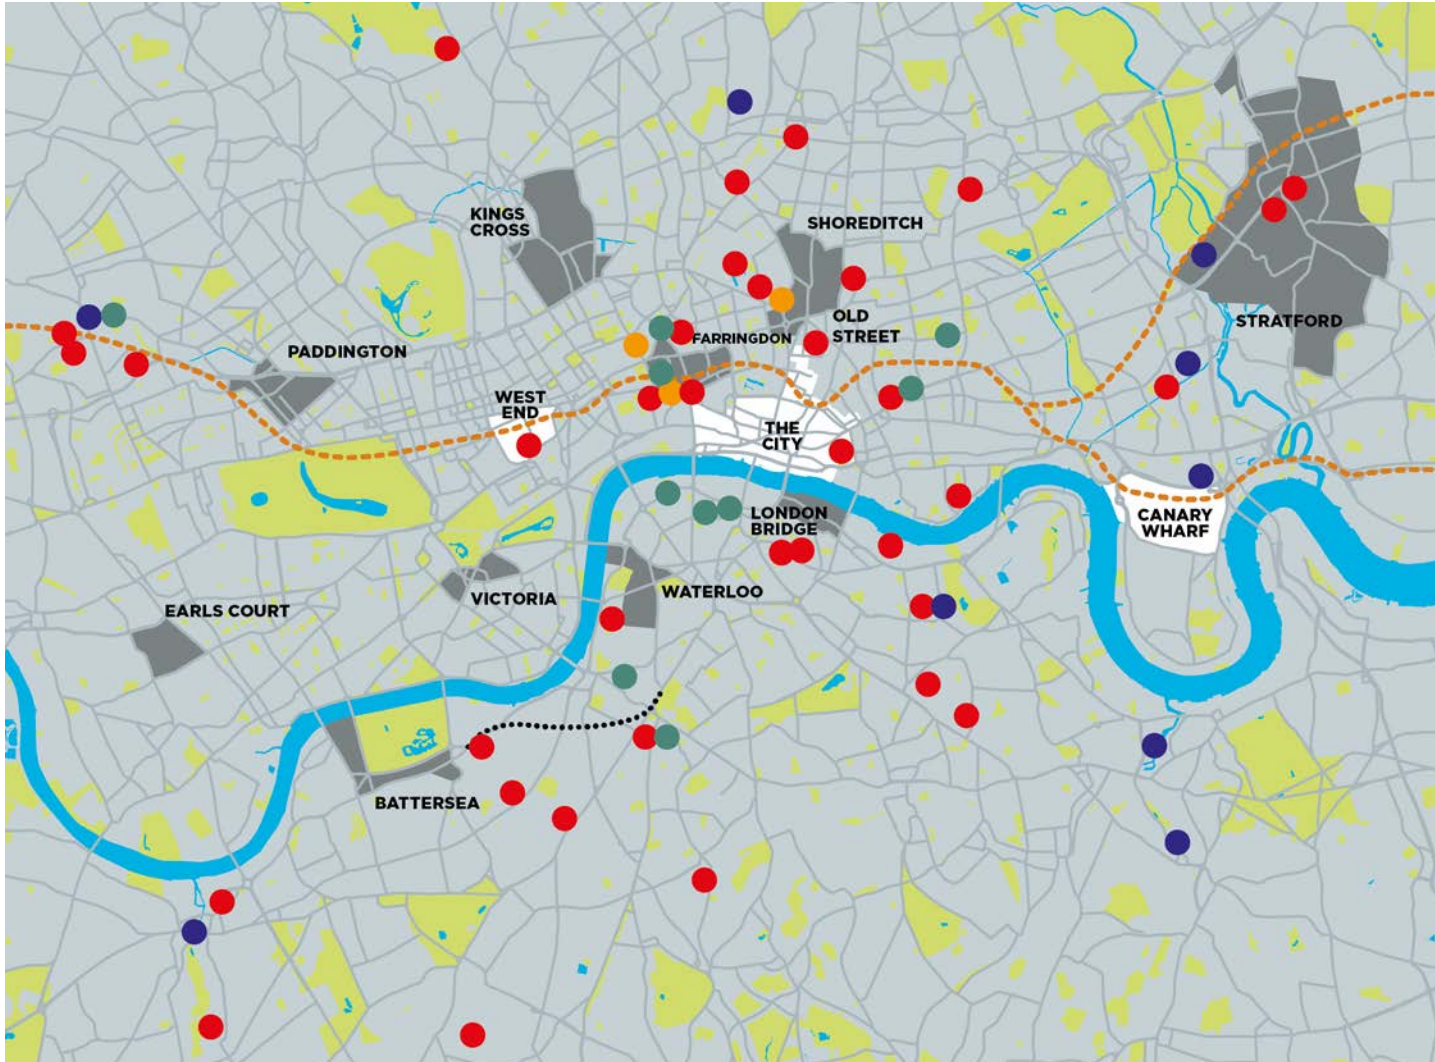 KINGS
CROSS
SHOREDITCH
OLD
STREET
STRATFORD
FARRINGDON
PADDINGTON
WEST
END
THE
CITY
LONDON
BRIDGE
CANARY
WHARF
VICTORIA
WATERLOO
EARLS COURT
BATTERSEA